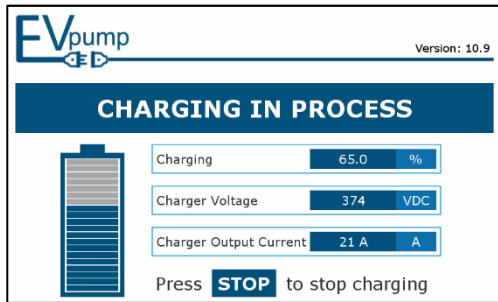 EVpump
Version: 10.9
CHARGING IN PROCESS
Charging 65.0 %
Charger Voltage 374 VDC
Charger Output Current 21 A A
Press STOP to stop charging